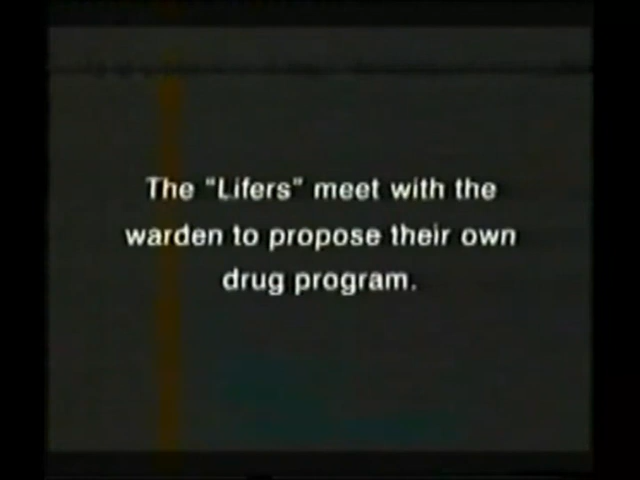 The "Lifers" meet with the
warden to propose their own
drug program.